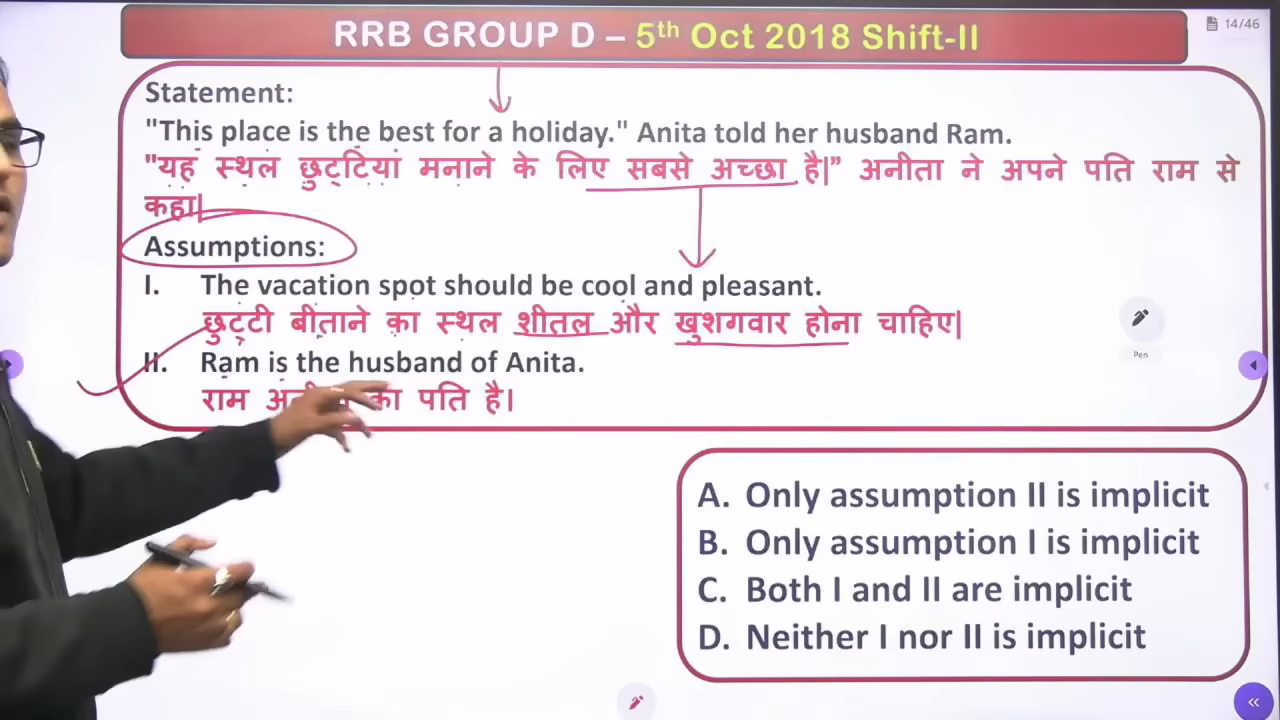 RRB GROUP D – 5th Oct 2018 Shift-II
14/46
Statement:
"This place is the best for a holiday." Anita told her husband Ram.
"यह स्थल छुट्टियां मनाने के लिए सबसे अच्छा है|” अनीता ने अपने पति राम से
कहा|
Assumptions:
I. The vacation spot should be cool and pleasant.
छुट्टी बीताने का स्थल शीतल और खुशगवार होना चाहिए|
Pen
II. Ram is the husband of Anita.
राम का पति है।
A. Only assumption II is implicit
B. Only assumption I is implicit
C. Both I and II are implicit
D. Neither I nor II is implicit